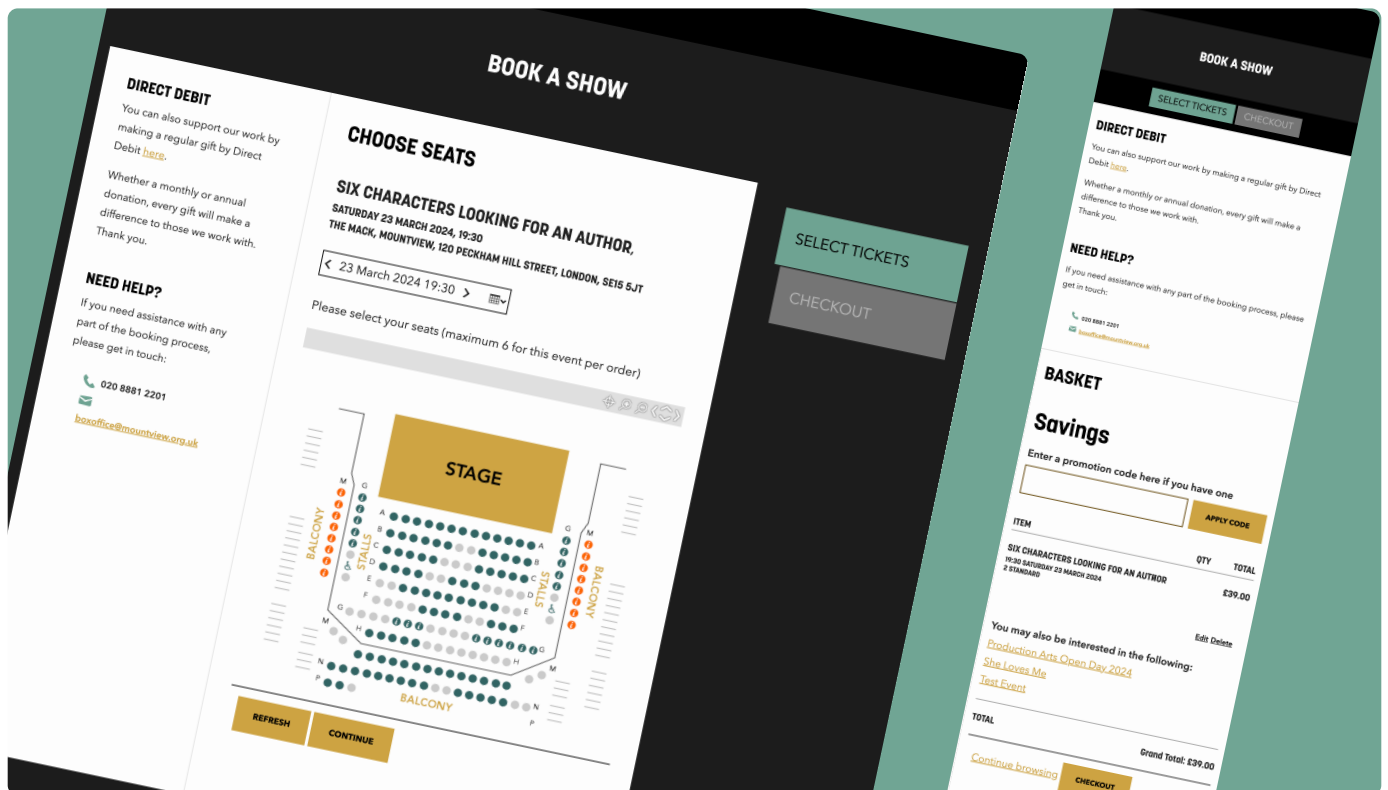 BOOK A SHOW
DIRECT DEBIT
You can also support our work by
making a regular gift by Direct
Debit here.
Whether a monthly or annual
donation, every gift will make a
difference to those we work with.
Thank you.
NEED HELP?
If you need assistance with any
part of the booking process,
please get in touch:
020 8881 2201
boxoffice@mountview.org.uk
CHOOSE SEATS
SIX CHARACTERS LOOKING FOR AN AUTHOR,
SATURDAY 23 MARCH 2024, 19:30
THE MACK, MOUNTVIEW, 120 PECKHAM HILL STREET, LONDON, SE15 5JT
23 March 2024 19:30
Please select your seats (maximum 6 for this event per order)
STAGE
M G
G M
A A
B B
C C
D D
E E
F F
G G
H H
M M
N N
P P
BALCONY
STALLS
STALLS
BALCONY
BALCONY
REFRESH
CONTINUE
SELECT TICKETS
CHECKOUT
BOOK A SHOW
SELECT TICKETS
CHECKOUT
DIRECT DEBIT
You can also support our work by making a regular gift by Direct
Debit here.
Whether a monthly or annual donation, every gift will make a
difference to those we work with.
Thank you.
NEED HELP?
If you need assistance with any part of the booking process, please
get in touch:
020 8881 2201
boxoffice@mountview.org.uk
BASKET
Savings
Enter a promotion code here if you have one
APPLY CODE
ITEM QTY TOTAL
SIX CHARACTERS LOOKING FOR AN AUTHOR
19:30 SATURDAY 23 MARCH 2024
2 STANDARD
£39.00
Edit Delete
You may also be interested in the following:
Production Arts Open Day 2024
She Loves Me
Test Event
TOTAL
Grand Total: £39.00
Continue browsing
CHECKOUT